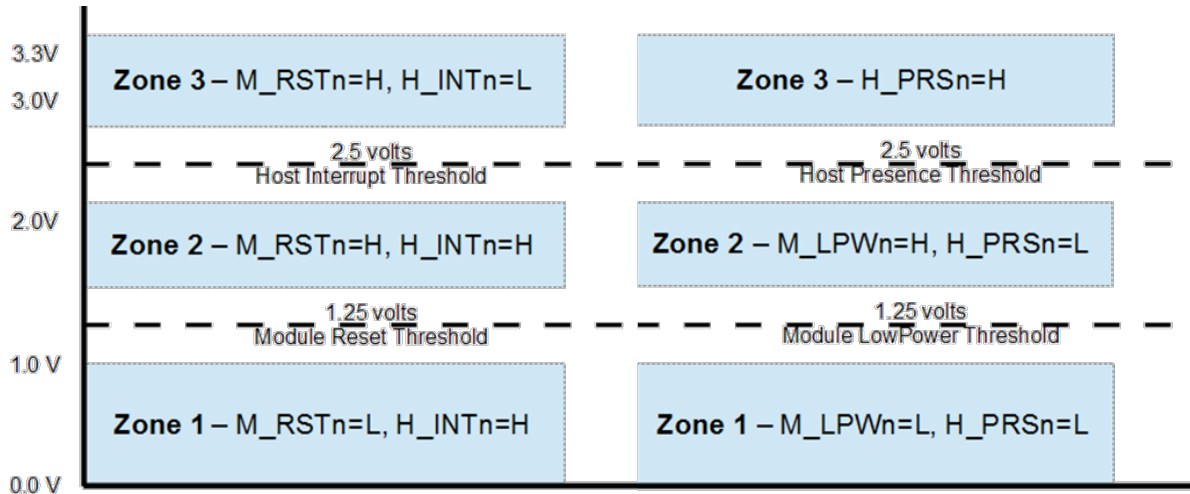 3.3V
Zone 3 – M_RSTn=H, H_INTn=L
Zone 3 – H_PRSn=H
3.0V
2.5 volts
Host Interrupt Threshold
2.5 volts
Host Presence Threshold
2.0V
Zone 2 – M_RSTn=H, H_INTn=H
Zone 2 – M_LPWn=H, H_PRSn=L
1.25 volts
Module Reset Threshold
1.25 volts
Module LowPower Threshold
1.0 V
Zone 1 – M_RSTn=L, H_INTn=H
Zone 1 – M_LPWn=L, H_PRSn=L
0.0 V